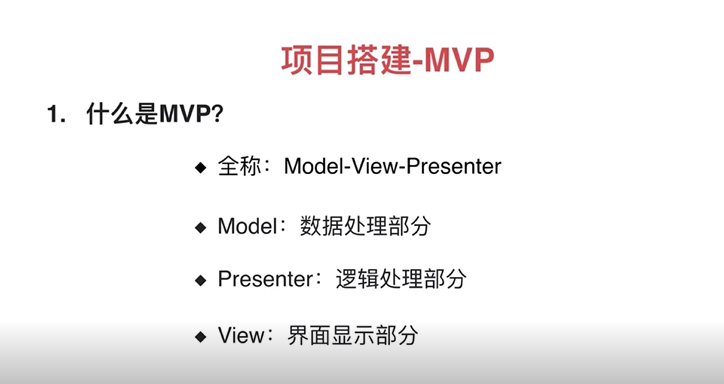 项目搭建-MVP
1. 什么是MVP?
◆ 全称：Model-View-Presenter
◆ Model：数据处理部分
◆ Presenter：逻辑处理部分
◆ View：界面显示部分